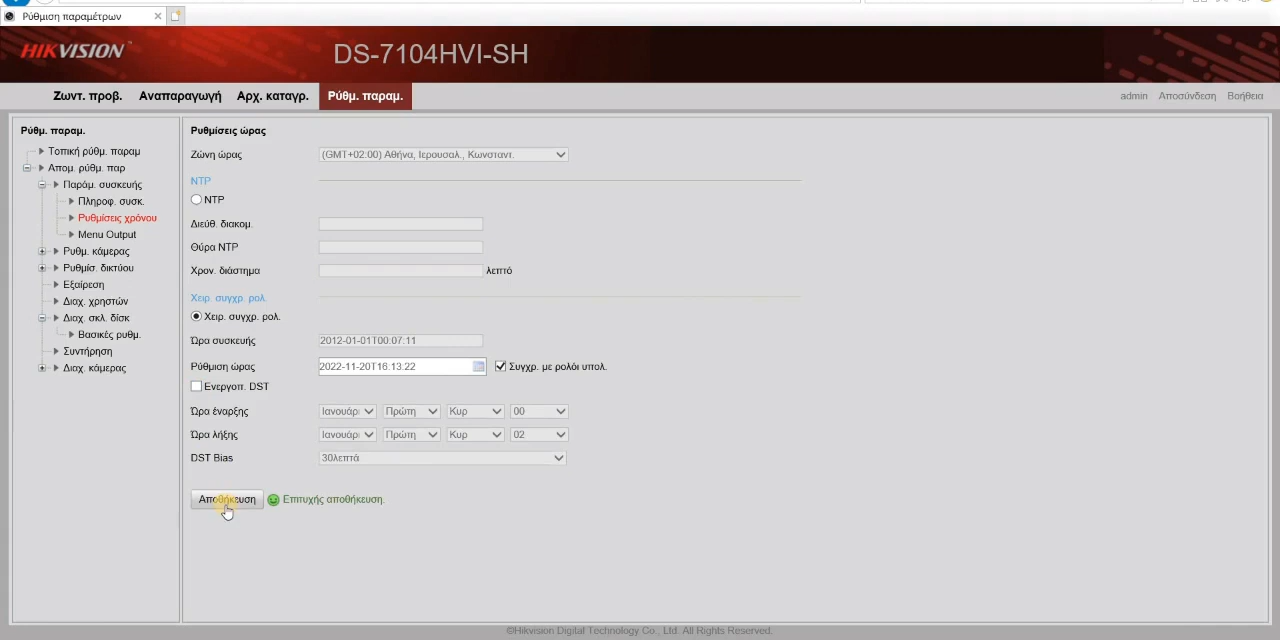 Ρύθμιση παραμέτρων
HIKVISION™
DS-7104HVI-SH
Ζωντ. προβ. Αναπαραγωγή Αρχ. καταγρ. Ρύθμ. παραμ. admin Αποσύνδεση Βοήθεια
Ρύθμ. παραμ.
Τοπική ρύθμ. παραμ
Απομ. ρύθμ. παρ
Παράμ. συσκευής
Πληροφ. συσκ.
Ρυθμίσεις χρόνου
Menu Output
Ρυθμ. κάμερας
Ρυθμίσ. δικτύου
Εξαίρεση
Διαχ. χρηστών
Διαχ. σκλ. δίσκ
Βασικές ρυθμ.
Συντήρηση
Διαχ. κάμερας
Ρυθμίσεις ώρας
Ζώνη ώρας (GMT+02:00) Αθήνα, Ιερουσαλ., Κωνσταντ.
NTP
NTP
Διεύθ. διακομ.
Θύρα NTP
Χρον. διάστημα λεπτό
Χειρ. συγχρ. ρολ.
Χειρ. συγχρ. ρολ.
Ώρα συσκευής 2012-01-01T00:07:11
Ρύθμιση ώρας 2022-11-20T16:13:22 Συγχρ. με ρολόι υπολ.
Ενεργοπ. DST
Ώρα έναρξης Ιανουάρι Πρώτη Κυρ 00
Ώρα λήξης Ιανουάρι Πρώτη Κυρ 02
DST Bias 30λεπτά
Αποθήκευση Επιτυχής αποθήκευση.
©Hikvision Digital Technology Co., Ltd. All Rights Reserved.